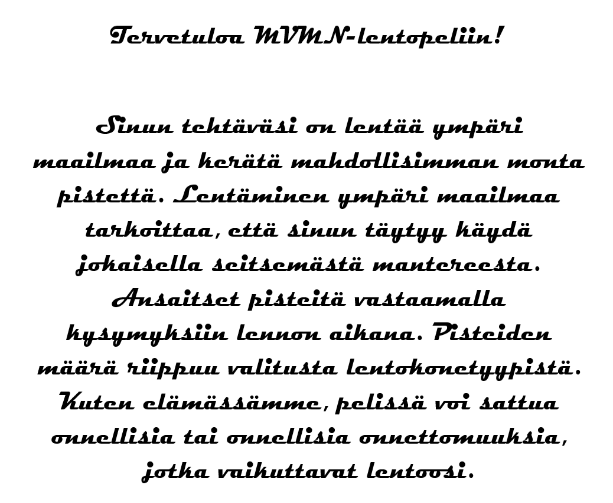 Tervetuloa MVMN-lentopeliin!
Sinun tehtäväsi on lentää ympäri
maailmaa ja kerätä mahdollisimman monta
pistettä. Lentäminen ympäri maailmaa
tarkoittaa, että sinun täytyy käydä
jokaisella seitsemästä mantereesta.
Ansaitset pisteitä vastaamalla
kysymyksiin lennon aikana. Pisteiden
määrä riippuu valitusta lentokonetyypistä.
Kuten elämässämme, pelissä voi sattua
onnellisia tai onnellisia onnettomuuksia,
jotka vaikuttavat lentoosi.